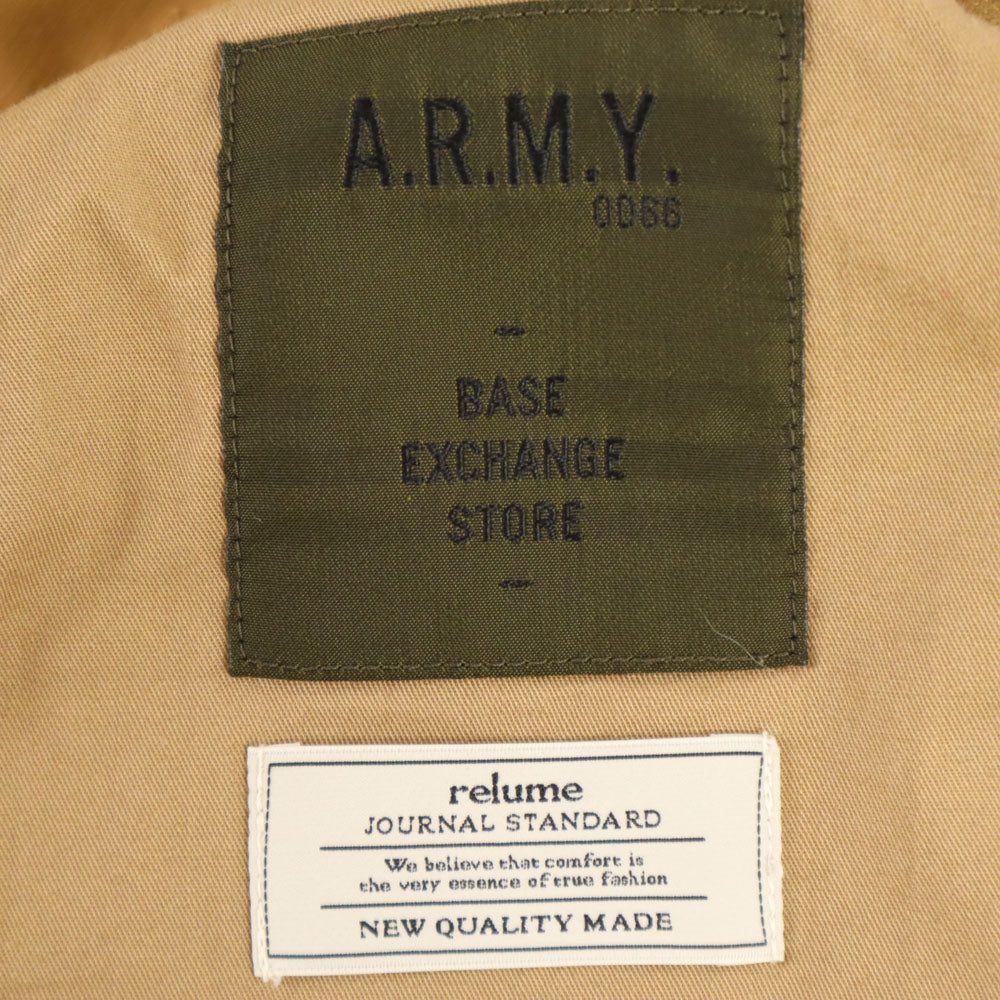 A.R.M.Y.
0066
-
BASE
EXCHANGE
STORE
-
relume
JOURNAL STANDARD
We believe that comfort is
the very essence of true fashion
NEW QUALITY MADE